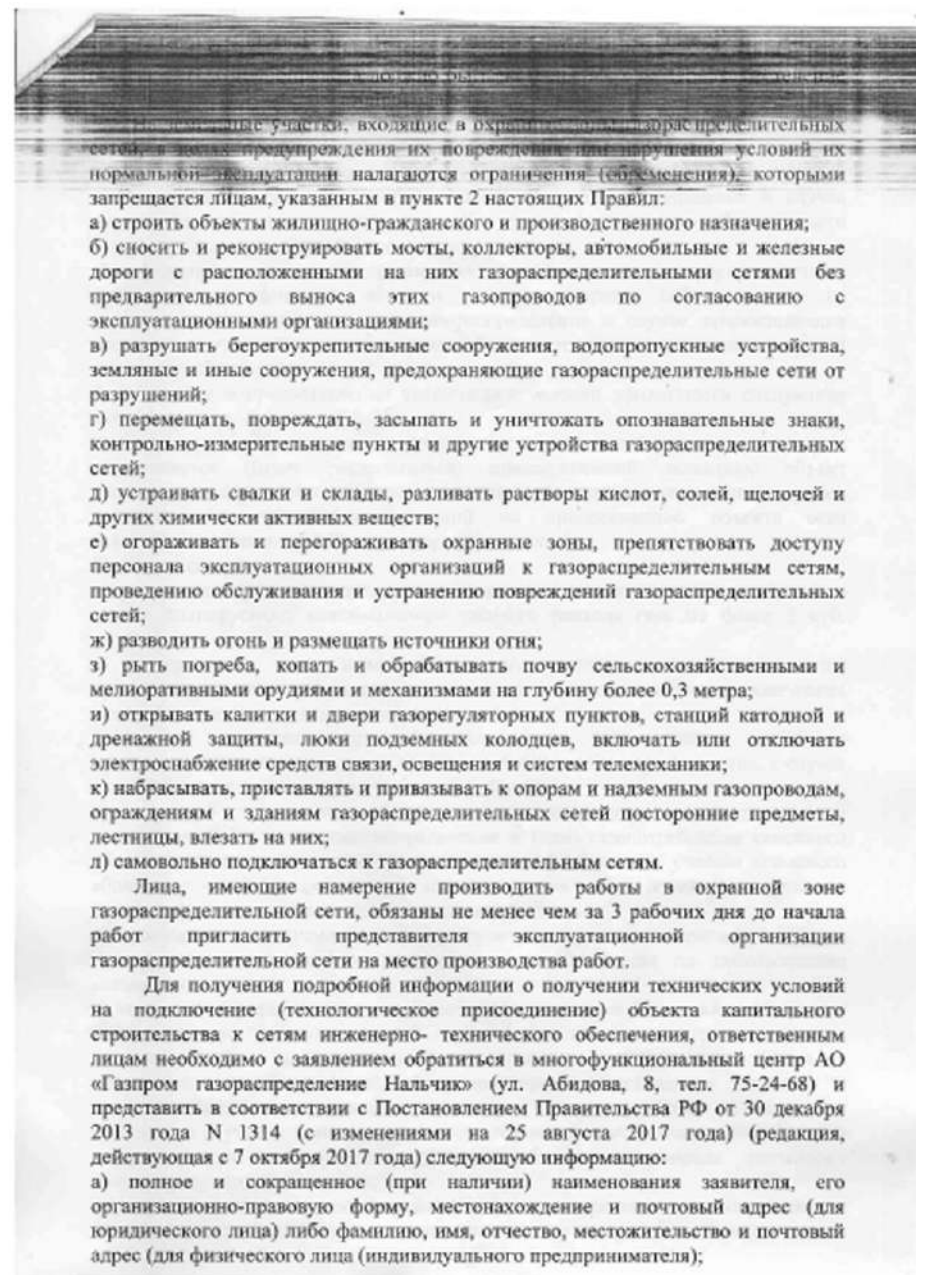 участки, входящие в охранные зоны газораспределительных
сетей, в целях предупреждения их повреждения или нарушения условий их
нормальной эксплуатации налагаются ограничения (обременения), которыми
запрещается лицам, указанным в пункте 2 настоящих Правил:
а) строить объекты жилищно-гражданского и производственного назначения;
б) сносить и реконструировать мосты, коллекторы, автомобильные и железные
дороги с расположенными на них газораспределительными сетями без
предварительного выноса этих газопроводов по согласованию с
эксплуатационными организациями;
в) разрушать берегоукрепительные сооружения, водопропускные устройства,
земляные и иные сооружения, предохраняющие газораспределительные сети от
разрушений;
г) перемещать, повреждать, засыпать и уничтожать опознавательные знаки,
контрольно-измерительные пункты и другие устройства газораспределительных
сетей;
д) устраивать свалки и склады, разливать растворы кислот, солей, щелочей и
других химически активных веществ;
е) огораживать и перегораживать охранные зоны, препятствовать доступу
персонала эксплуатационных организаций к газораспределительным сетям,
проведению обслуживания и устранению повреждений газораспределительных
сетей;
ж) разводить огонь и размещать источники огня;
з) рыть погреба, копать и обрабатывать почву сельскохозяйственными и
мелиоративными орудиями и механизмами на глубину более 0,3 метра;
и) открывать калитки и двери газорегуляторных пунктов, станций катодной и
дренажной защиты, люки подземных колодцев, включать или отключать
электроснабжение средств связи, освещения и систем телемеханики;
к) набрасывать, приставлять и привязывать к опорам и надземным газопроводам,
ограждениям и зданиям газораспределительных сетей посторонние предметы,
лестницы, влезать на них;
л) самовольно подключаться к газораспределительным сетям.
Лица, имеющие намерение производить работы в охранной зоне
газораспределительной сети, обязаны не менее чем за 3 рабочих дня до начала
работ пригласить представителя эксплуатационной организации
газораспределительной сети на место производства работ.
Для получения подробной информации о получении технических условий
на подключение (технологическое присоединение) объекта капитального
строительства к сетям инженерно- технического обеспечения, ответственным
лицам необходимо с заявлением обратиться в многофункциональный центр АО
«Газпром газораспределение Нальчик» (ул. Абидова, 8, тел. 75-24-68) и
представить в соответствии с Постановлением Правительства РФ от 30 декабря
2013 года N 1314 (с изменениями на 25 августа 2017 года) (редакция,
действующая с 7 октября 2017 года) следующую информацию:
а) полное и сокращенное (при наличии) наименования заявителя, его
организационно-правовую форму, местонахождение и почтовый адрес (для
юридического лица) либо фамилию, имя, отчество, местожительство и почтовый
адрес (для физического лица (индивидуального предпринимателя);